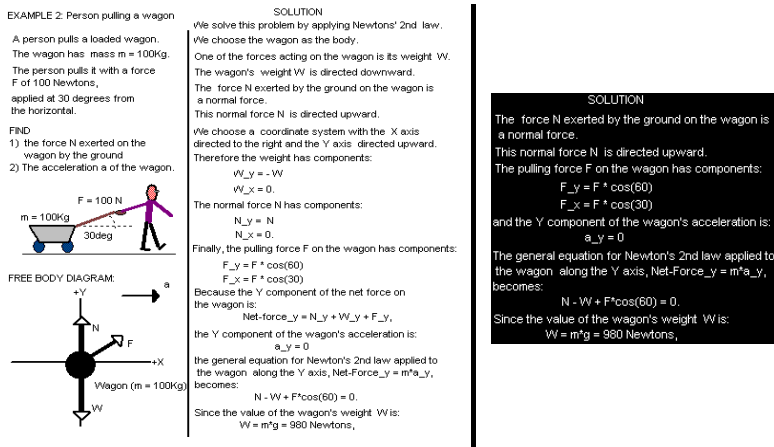 EXAMPLE 2: Person pulling a wagon
A person pulls a loaded wagon.
The wagon has mass m = 100Kg.
The person pulls it with a force
F of 100 Newtons,
applied at 30 degrees from
the horizontal.
FIND
1) the force N exerted on the
wagon by the ground
2) The acceleration a of the wagon.
F = 100 N
m = 100Kg
30deg
FREE BODY DIAGRAM:
+Y
a
N
F
+X
Wagon (m = 100Kg)
W
SOLUTION
We solve this problem by applying Newtons' 2nd law.
We choose the wagon as the body.
One of the forces acting on the wagon is its weight W.
The wagon's weight W is directed downward.
The force N exerted by the ground on the wagon is
a normal force.
This normal force N is directed upward.
We choose a coordinate system with the X axis
directed to the right and the Y axis directed upward.
Therefore the weight has components:
W_y = - W
W_x = 0.
The normal force N has components:
N_y = N
N_x = 0.
Finally, the pulling force F on the wagon has components:
F_y = F * cos(60)
F_x = F * cos(30)
Because the Y component of the net force on
the wagon is:
Net-force_y = N_y + W_y + F_y,
the Y component of the wagon's acceleration is:
a_y = 0
the general equation for Newton's 2nd law applied to
the wagon along the Y axis, Net-Force_y = m*a_y,
becomes:
N - W + F*cos(60) = 0.
Since the value of the wagon's weight W is:
W = m*g = 980 Newtons,
SOLUTION
The force N exerted by the ground on the wagon is
a normal force.
This normal force N is directed upward.
The pulling force F on the wagon has components:
F_y = F * cos(60)
F_x = F * cos(30)
and the Y component of the wagon's acceleration is:
a_y = 0
The general equation for Newton's 2nd law applied to
the wagon along the Y axis, Net-Force_y = m*a_y,
becomes:
N - W + F*cos(60) = 0.
Since the value of the wagon's weight W is:
W = m*g = 980 Newtons,